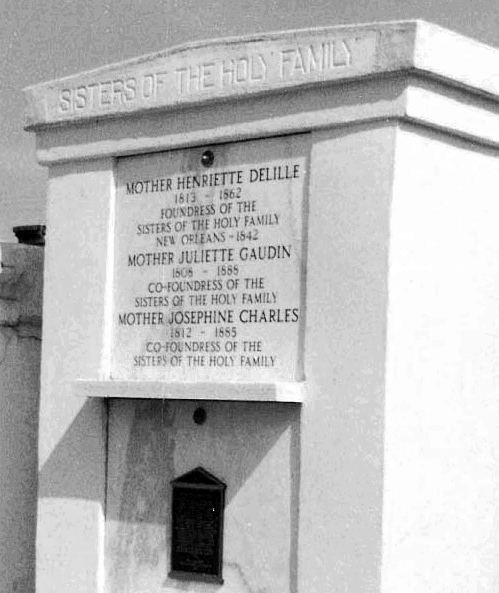 SISTERS OF THE HOLY FAMILY
MOTHER HENRIETTE DELILLE
1813 - 1862
FOUNDRESS OF THE
SISTERS OF THE HOLY FAMILY
NEW ORLEANS - 1842
MOTHER JULIETTE GAUDIN
1808 - 1888
CO-FOUNDRESS OF THE
SISTERS OF THE HOLY FAMILY
MOTHER JOSEPHINE CHARLES
1812 - 1885
CO-FOUNDRESS OF THE
SISTERS OF THE HOLY FAMILY